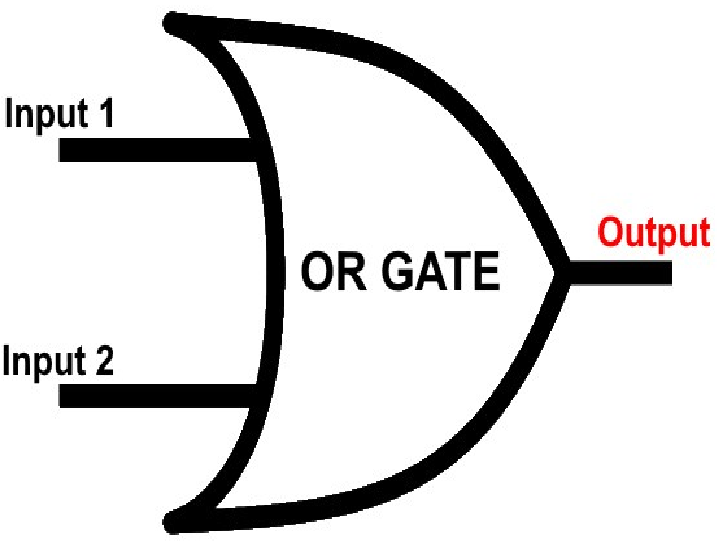 Input 1
Output
OR GATE
Input 2